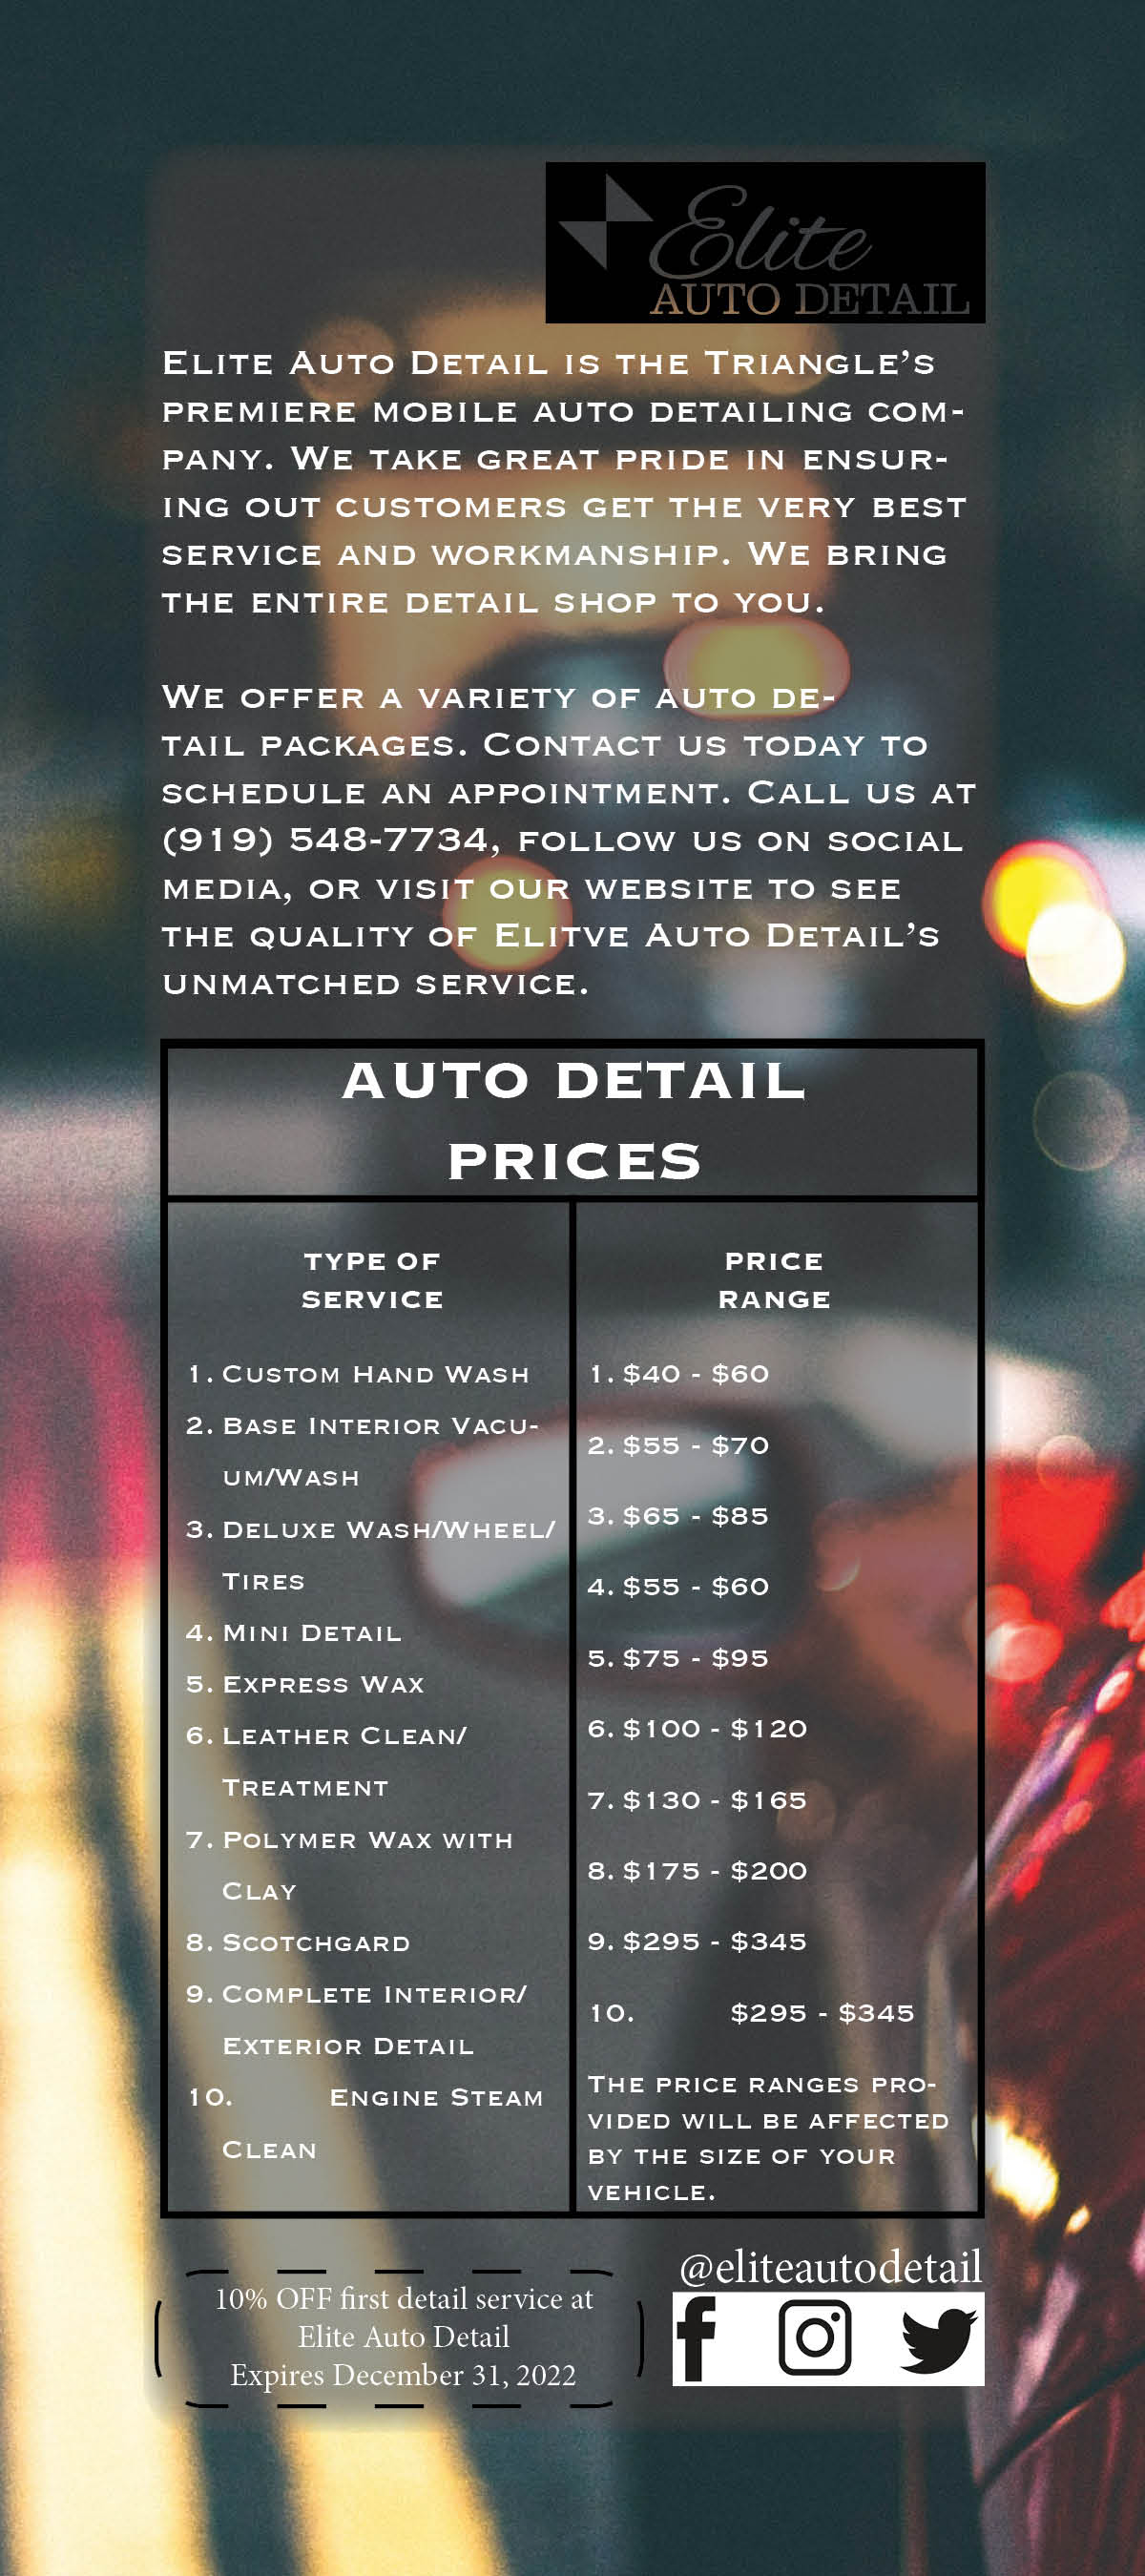 Elite
AUTO DETAIL
Elite Auto Detail is the Triangle's
premiere mobile auto detailing com-
pany. We take great pride in ensur-
ing out customers get the very best
service and workmanship. We bring
the entire detail shop to you.
We offer a variety of auto de-
tail packages. Contact us today to
schedule an appointment. Call us at
(919) 548-7734, follow us on social
media, or visit our website to see
the quality of Elitve Auto Detail's
unmatched service.
AUTO DETAIL
PRICES
TYPE OF
SERVICE
1. Custom Hand Wash
2. Base Interior Vacu-
um/Wash
3. Deluxe Wash/Wheel/
Tires
4. Mini Detail
5. Express Wax
6. Leather Clean/
Treatment
7. Polymer Wax with
Clay
8. Scotchgard
9. Complete Interior/
Exterior Detail
10. Engine Steam
Clean
PRICE
RANGE
1. $40 - $60
2. $55 - $70
3. $65 - $85
4. $55 - $60
5. $75 - $95
6. $100 - $120
7. $130 - $165
8. $175 - $200
9. $295 - $345
10. $295 - $345
The price ranges pro-
vided will be affected
by the size of your
vehicle.
10% OFF first detail service at
Elite Auto Detail
Expires December 31, 2022
@eliteautodetail